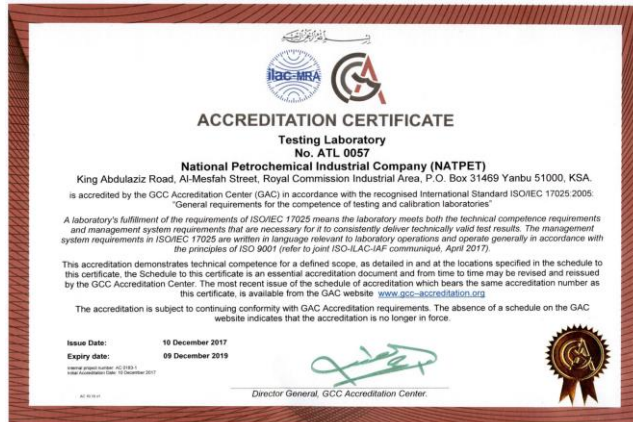 ilac-MRA
ACCREDITATION CERTIFICATE
Testing Laboratory
No. ATL 0057
National Petrochemical Industrial Company (NATPET)
King Abdulaziz Road, Al-Mesfah Street, Royal Commission Industrial Area, P.O. Box 31469 Yanbu 51000, KSA.
is accredited by the GCC Accreditation Center (GAC) in accordance with the recognised International Standard ISO/IEC 17025:2005:
"General requirements for the competence of testing and calibration laboratories"
A laboratory's fulfillment of the requirements of ISO/IEC 17025 means the laboratory meets both the technical competence requirements
and management system requirements that are necessary for it to consistently deliver technically valid test results. The management
system requirements in ISO/IEC 17025 are written in language relevant to laboratory operations and operate generally in accordance with
the principles of ISO 9001 (refer to joint ISO-ILAC-IAF communiqué, April 2017).
This accreditation demonstrates technical competence for a defined scope, as detailed in and at the locations specified in the schedule to
this certificate, the Schedule to this certificate is an essential accreditation document and from time to time may be revised and reissued
by the GCC Accreditation Center. The most recent issue of the schedule of accreditation which bears the same accreditation number as
this certificate, is available from the GAC website www.gcc-accreditation.org
The accreditation is subject to continuing conformity with GAC Accreditation requirements. The absence of a schedule on the GAC
website indicates that the accreditation is no longer in force.
Issue Date: 10 December 2017
Expiry date: 09 December 2019
Initial Accreditation Date: 10 December 2017
Director General, GCC Accreditation Center.